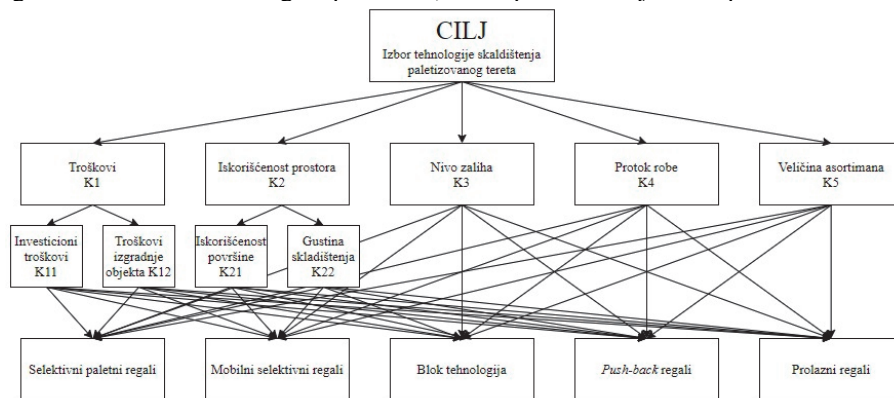 CILJ
Izbor tehnologije skaldištenja
paletizovanog tereta
Troškovi
K1
Iskorišćenost prostora
K2
Nivo zaliha
K3
Protok robe
K4
Veličina asortimana
K5
Investicioni
troškovi
K11
Troškovi
izgradnje
objekta K12
Iskorišćenost
površine
K21
Gustina
skladištenja
K22
Selektivni paletni regali
Mobilni selektivni regali
Blok tehnologija
Push-back regali
Prolazni regali